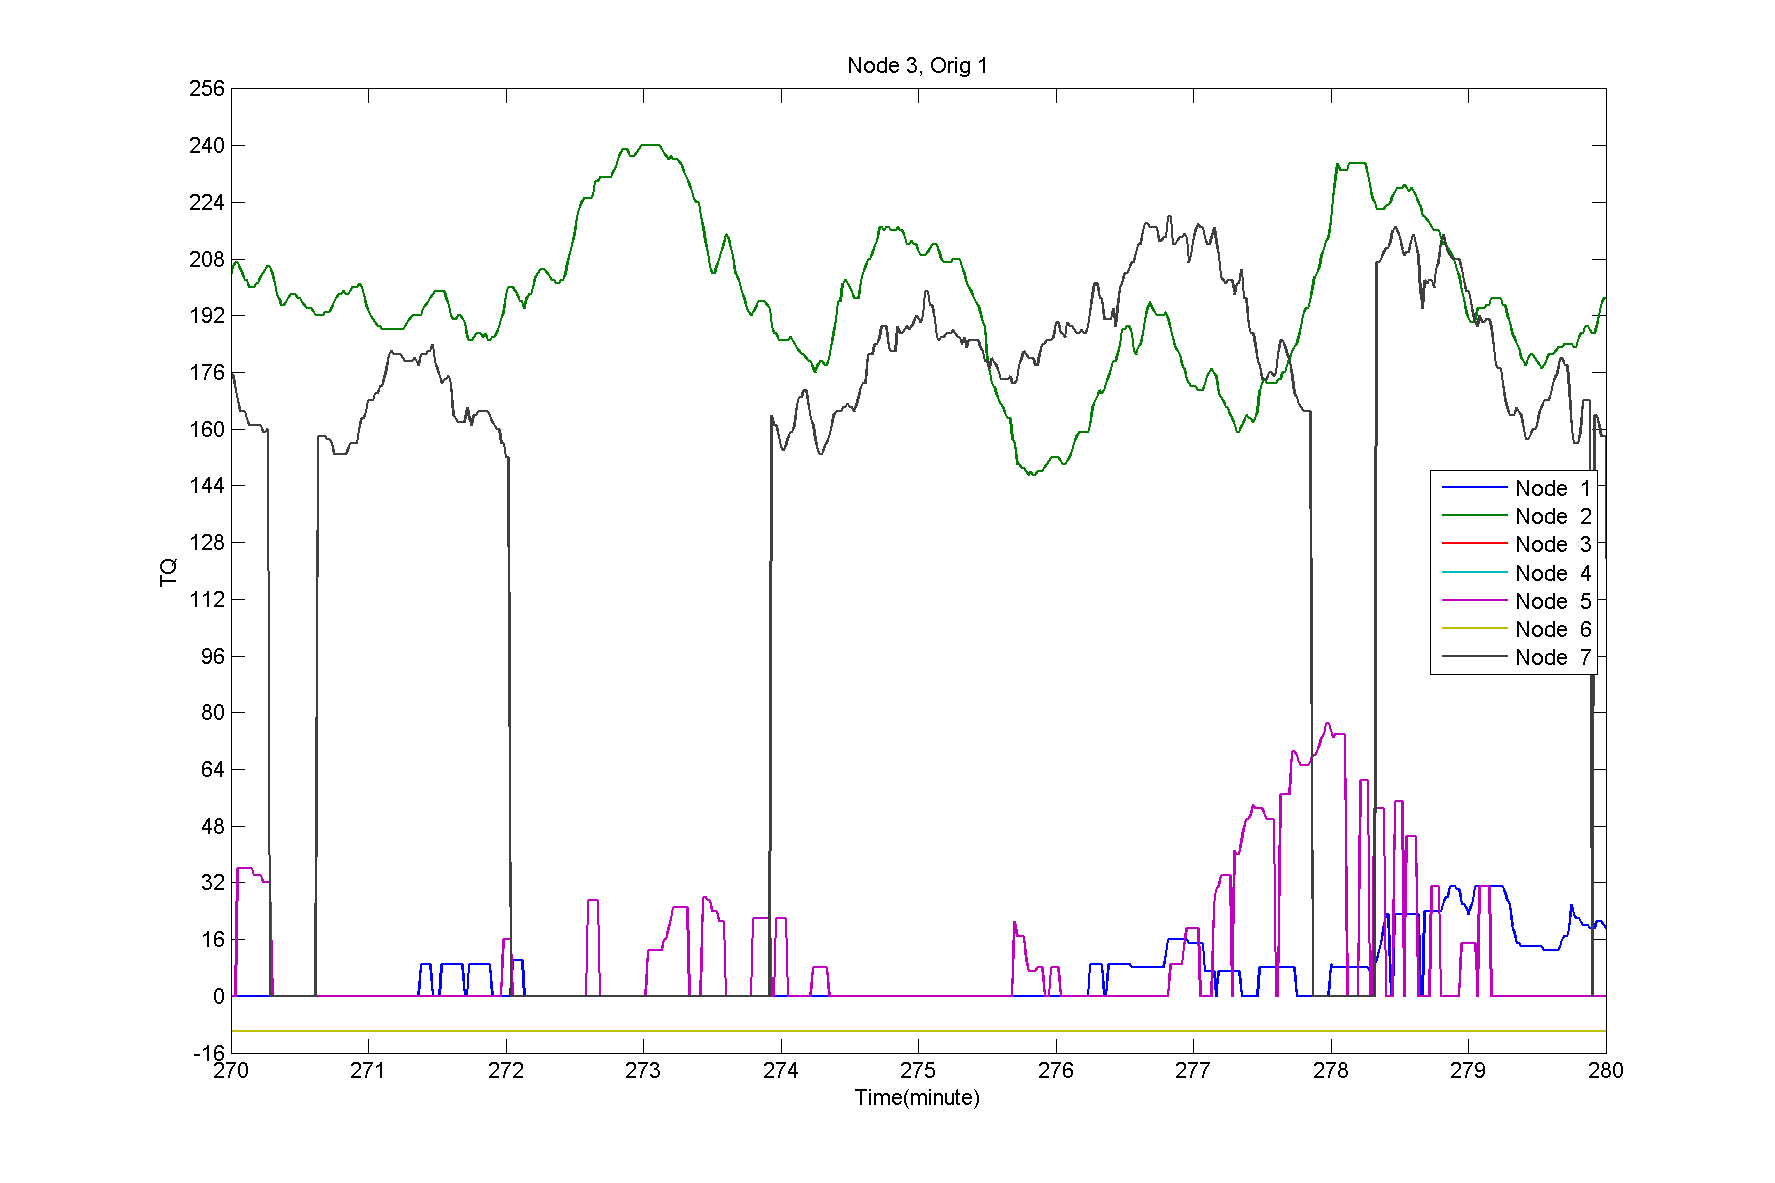 Node 3, Orig 1
256
240
224
208
192
176
160
144
128
112
96
80
64
48
32
16
0
-16
TQ
Node 1
Node 2
Node 3
Node 4
Node 5
Node 6
Node 7
270 271 272 273 274 275 276 277 278 279 280
Time(minute)